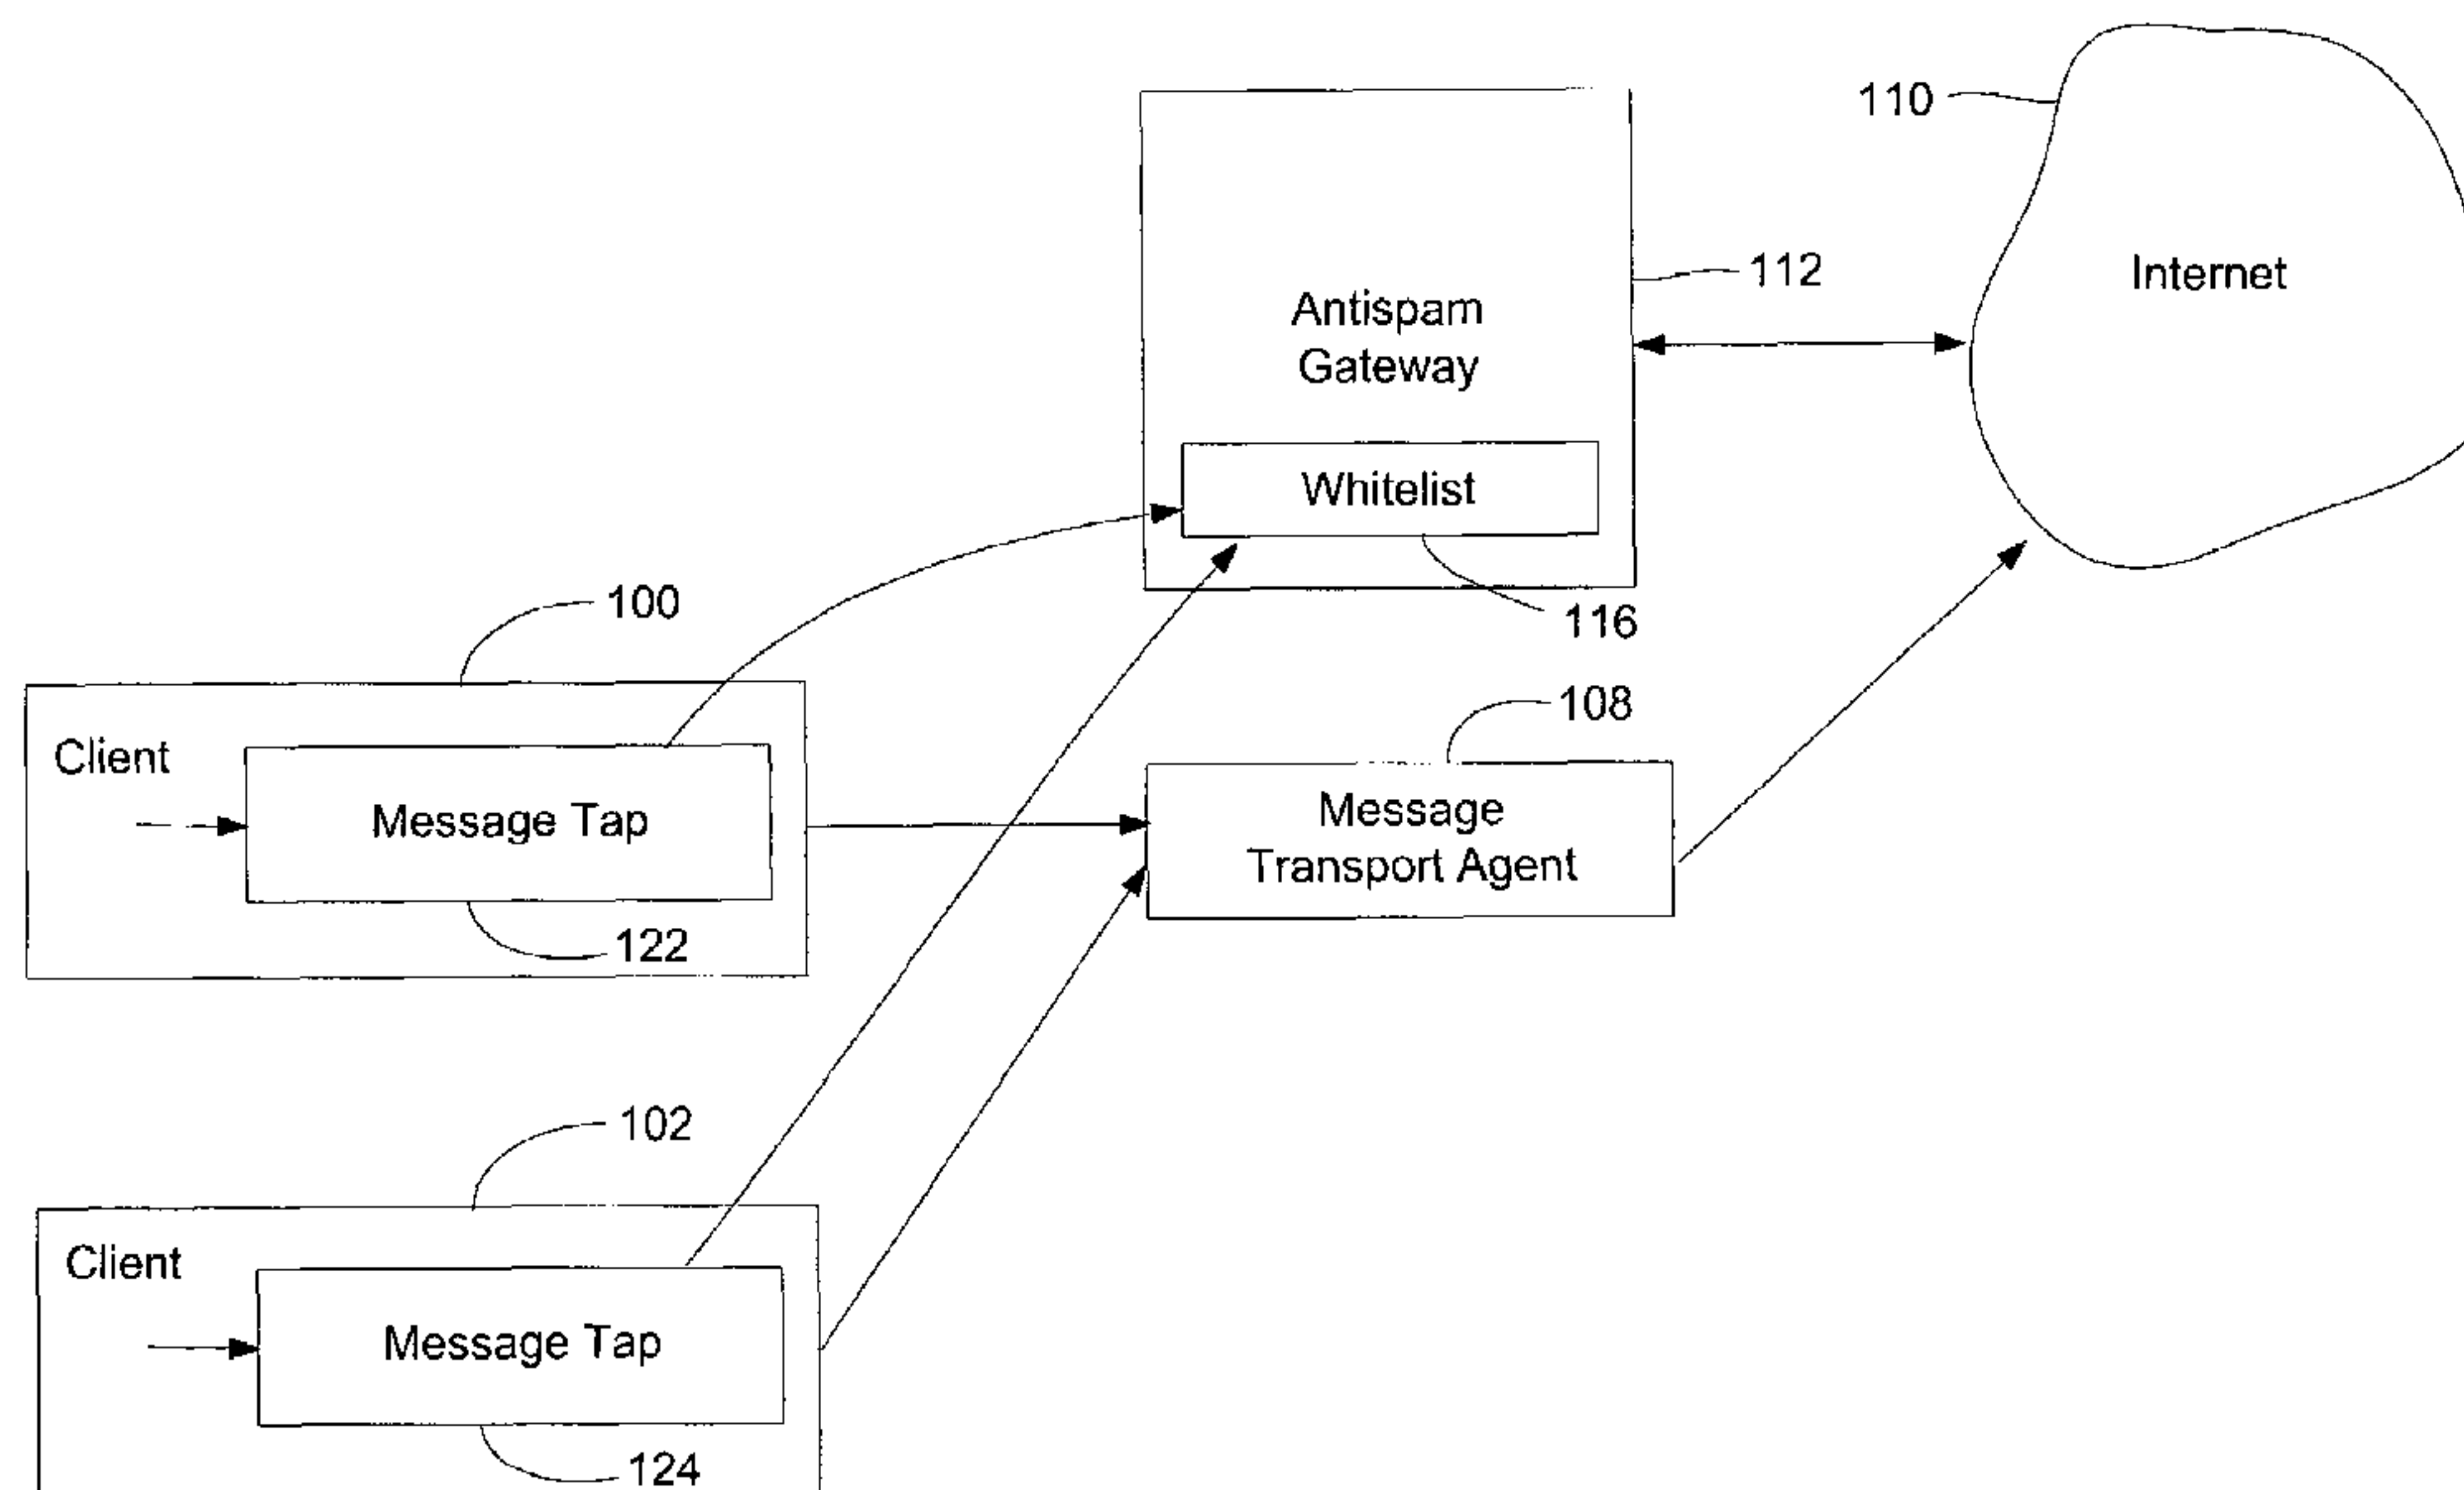 110
Internet
112
Antispam
Gateway
Whitelist
116
100
Client
Message Tap
122
108
Message
Transport Agent
102
Client
Message Tap
124